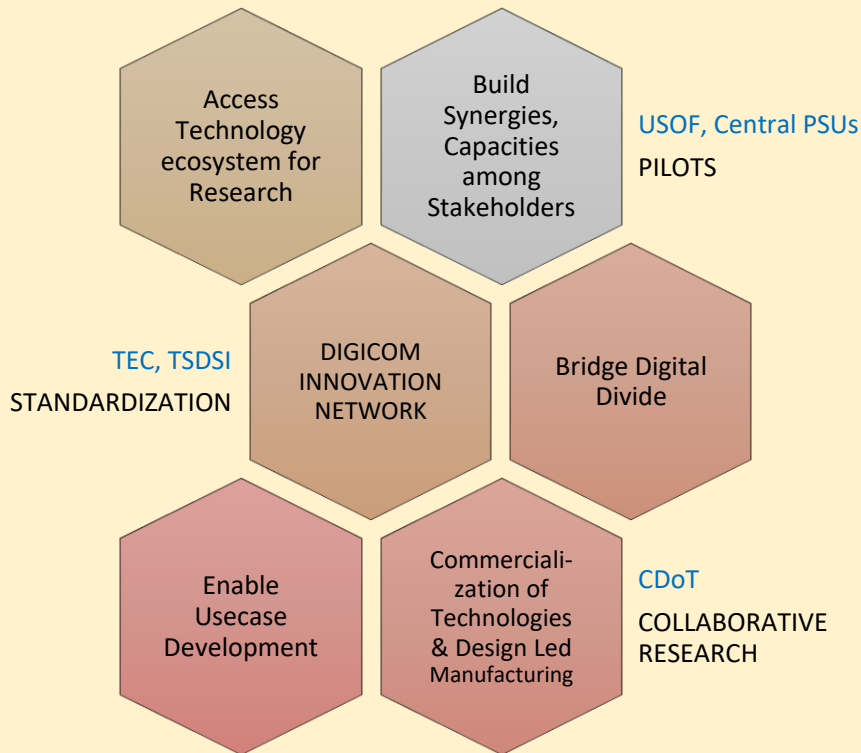 Access
Technology
ecosystem for
Research
Build
Synergies,
Capacities
among
Stakeholders
USOF, Central PSUs
PILOTS
TEC, TSDSI
STANDARDIZATION
DIGICOM
INNOVATION
NETWORK
Bridge Digital
Divide
Enable
Usecase
Development
Commerciali-
zation of
Technologies
& Design Led
Manufacturing
CDoT
COLLABORATIVE
RESEARCH